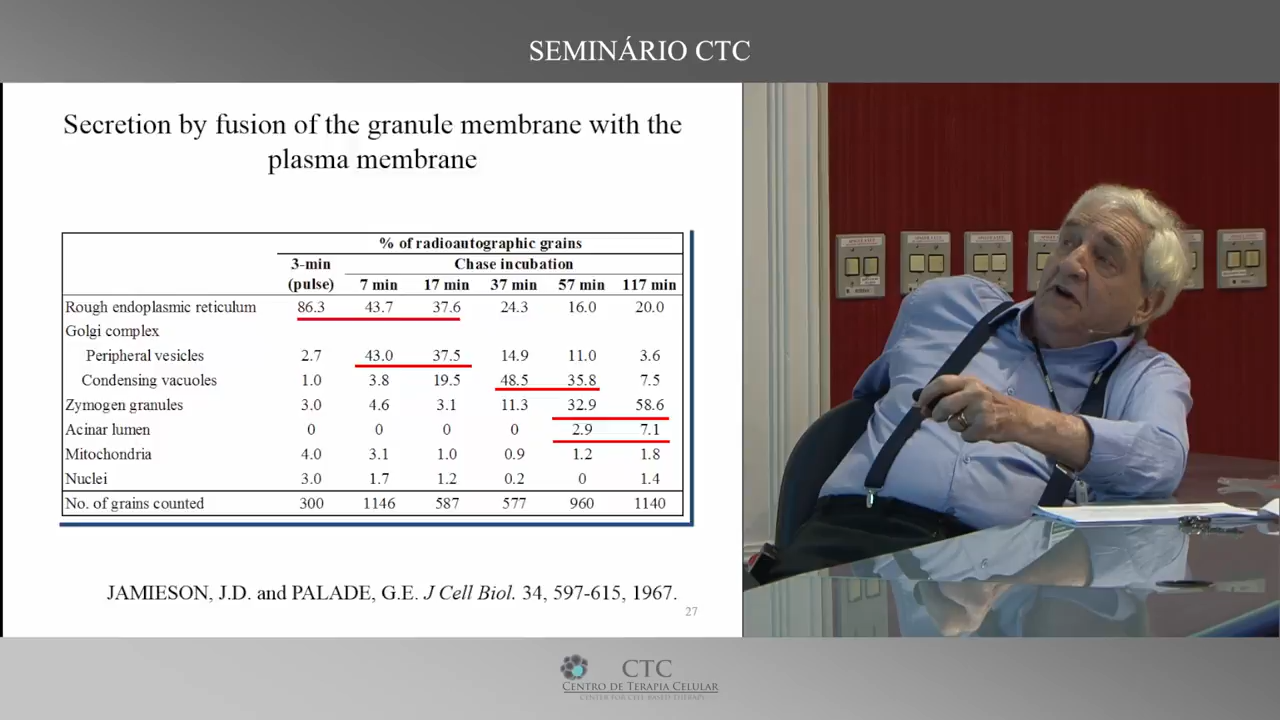 SEMINÁRIO CTC
Secretion by fusion of the granule membrane with the
plasma membrane
% of radioautographic grains
3-min (pulse) Chase incubation
7 min 17 min 37 min 57 min 117 min
Rough endoplasmic reticulum 86.3 43.7 37.6 24.3 16.0 20.0
Golgi complex
Peripheral vesicles 2.7 43.0 37.5 14.9 11.0 3.6
Condensing vacuoles 1.0 3.8 19.5 48.5 35.8 7.5
Zymogen granules 3.0 4.6 3.1 11.3 32.9 58.6
Acinar lumen 0 0 0 0 2.9 7.1
Mitochondria 4.0 3.1 1.0 0.9 1.2 1.8
Nuclei 3.0 1.7 1.2 0.2 0 1.4
No. of grains counted 300 1146 587 577 960 1140
JAMIESON, J.D. and PALADE, G.E. J Cell Biol. 34, 597-615, 1967.
27
CTC
CENTRO DE TERAPIA CELULAR
CENTER FOR CELL-BASED THERAPY